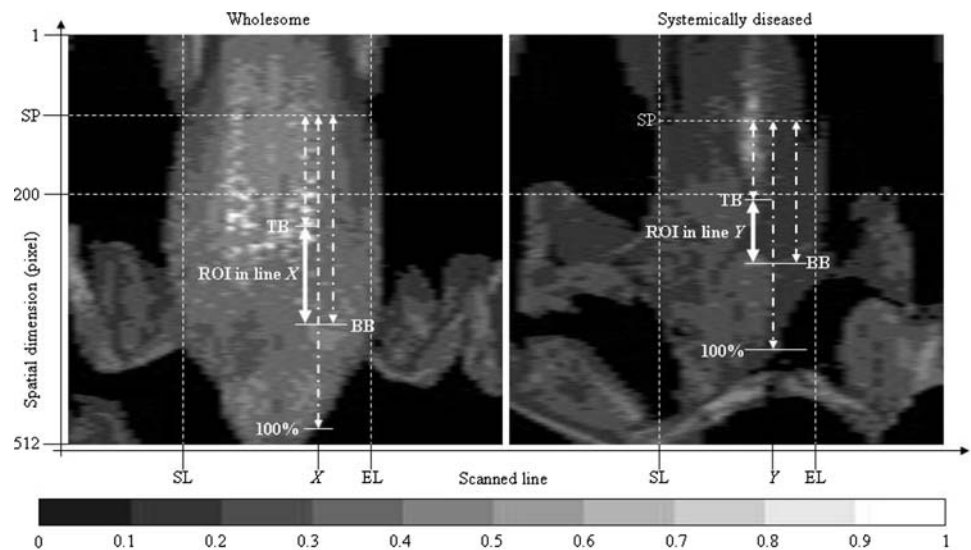 Wholesome
Systemically diseased
1
SP
SP
200
TB
TB
ROI in line X
ROI in line Y
BB
BB
100%
100%
512
Spatial dimension (pixel)
SL
X
EL
Scanned line
SL
Y
EL
0
0.1
0.2
0.3
0.4
0.5
0.6
0.7
0.8
0.9
1